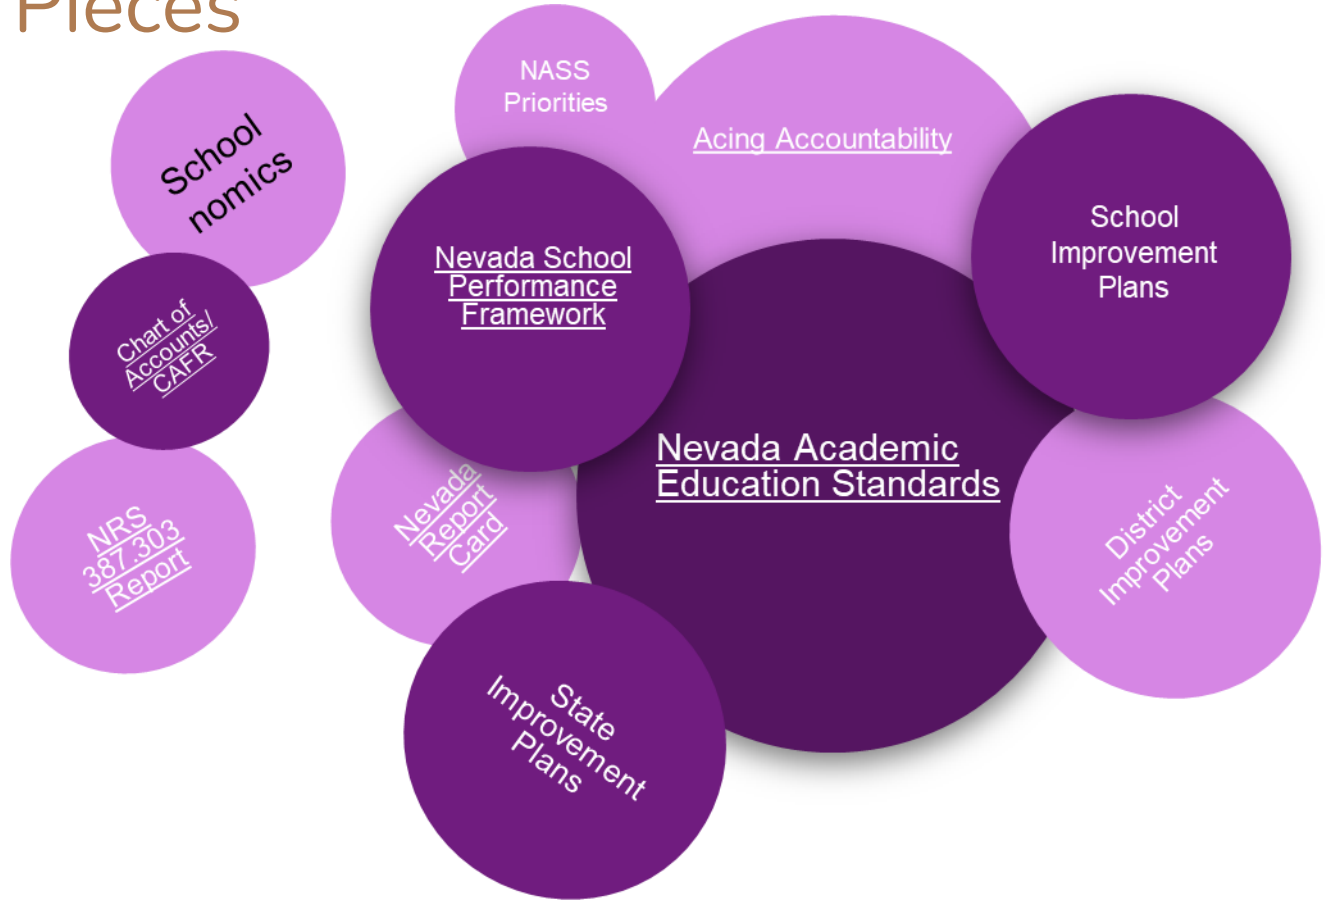 Pieces
School
nomics
Chart of
Accounts/
CAFR
NRS
387.303
Report
NASS
Priorities
Acing Accountability
Nevada School
Performance
Framework
School
Improvement
Plans
Nevada Academic
Education Standards
Nevada
Report
Card
District
Improvement
Plans
State
Improvement
Plans